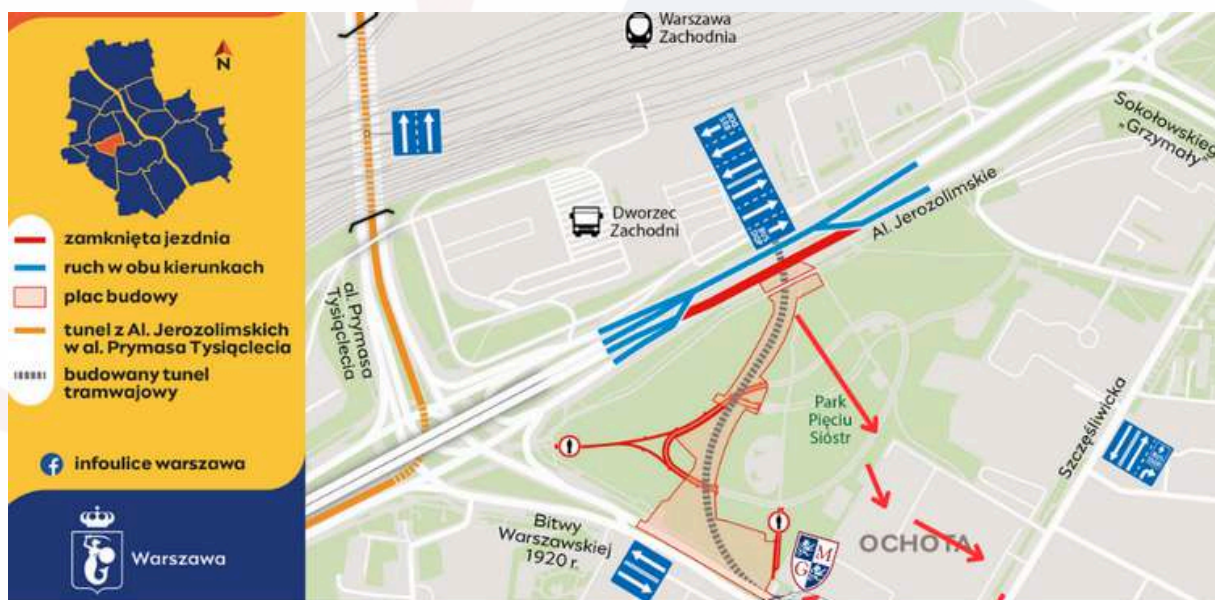 N
zamknięta jezdnia
ruch w obu kierunkach
plac budowy
tunel z Al. Jerozolimskich
w al. Prymasa Tysiąclecia
budowany tunel
tramwajowy
infoulice warszawa
Warszawa
Warszawa
Zachodnia
Sokołowskiego
„Grzymały”
BUS
Dworzec
Zachodni
Al. Jerozolimskie
BUS
al. Prymasa
Tysiąclecia
Park
Pięciu
Sióstr
Szczęśliwicka
Bitwy
Warszawskiej
1920 r.
OCHOTA
M
G